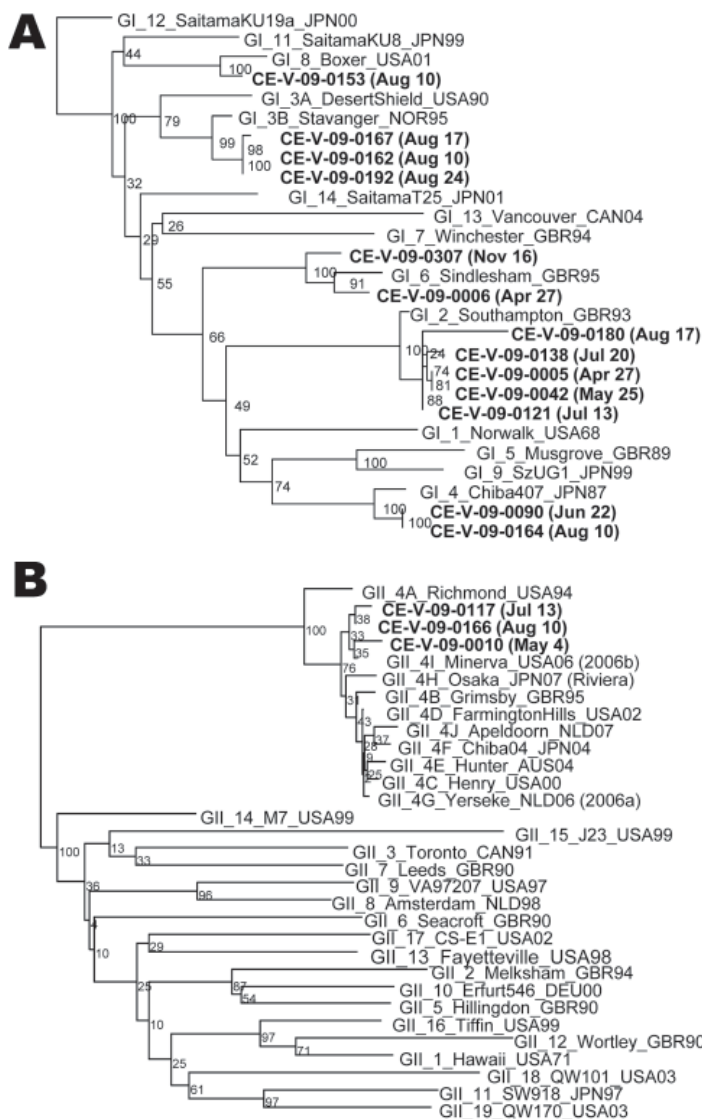 A
GI_12_SaitamaKU19a_JPN00
GI_11_SaitamaKU8_JPN99
44
GI_8_Boxer_USA01
100
CE-V-09-0153 (Aug 10)
GI_3A_DesertShield_USA90
100
79
GI_3B_Stavanger_NOR95
CE-V-09-0167 (Aug 17)
99
98
CE-V-09-0162 (Aug 10)
100
CE-V-09-0192 (Aug 24)
32
GI_14_SaitamaT25_JPN01
GI_13_Vancouver_CAN04
26
29
GI_7_Winchester_GBR94
CE-V-09-0307 (Nov 16)
100
GI_6_Sindlesham_GBR95
55
91
CE-V-09-0006 (Apr 27)
GI_2_Southampton_GBR93
66
CE-V-09-0180 (Aug 17)
100
24
CE-V-09-0138 (Jul 20)
74
CE-V-09-0005 (Apr 27)
81
CE-V-09-0042 (May 25)
88
49
CE-V-09-0121 (Jul 13)
GI_1_Norwalk_USA68
GI_5_Musgrove_GBR89
52
100
GI_9_SzUG1_JPN99
74
GI_4_Chiba407_JPN87
100
CE-V-09-0090 (Jun 22)
100
CE-V-09-0164 (Aug 10)
B
GII_4A_Richmond_USA94
CE-V-09-0117 (Jul 13)
38
100
CE-V-09-0166 (Aug 10)
33
CE-V-09-0010 (May 4)
35
GII_4I_Minerva_USA06 (2006b)
76
GII_4H_Osaka_JPN07 (Riviera)
31
GII_4B_Grimsby_GBR95
GII_4D_FarmingtonHills_USA02
43
GII_4J_Apeldoorn_NLD07
37
28
GII_4F_Chiba04_JPN04
9
GII_4E_Hunter_AUS04
25
GII_4C_Henry_USA00
GII_4G_Yerseke_NLD06 (2006a)
GII_14_M7_USA99
GII_15_J23_USA99
100
13
GII_3_Toronto_CAN91
33
GII_7_Leeds_GBR90
36
GII_9_VA97207_USA97
96
GII_8_Amsterdam_NLD98
GII_6_Seacroft_GBR90
4
GII_17_CS-E1_USA02
10
29
GII_13_Fayetteville_USA98
GII_2_Melksham_GBR94
25
87
GII_10_Erfurt546_DEU00
54
GII_5_Hillingdon_GBR90
10
GII_16_Tiffin_USA99
97
GII_12_Wortley_GBR90
71
GII_1_Hawaii_USA71
25
GII_18_QW101_USA03
61
GII_11_SW918_JPN97
97
GII_19_QW170_USA03